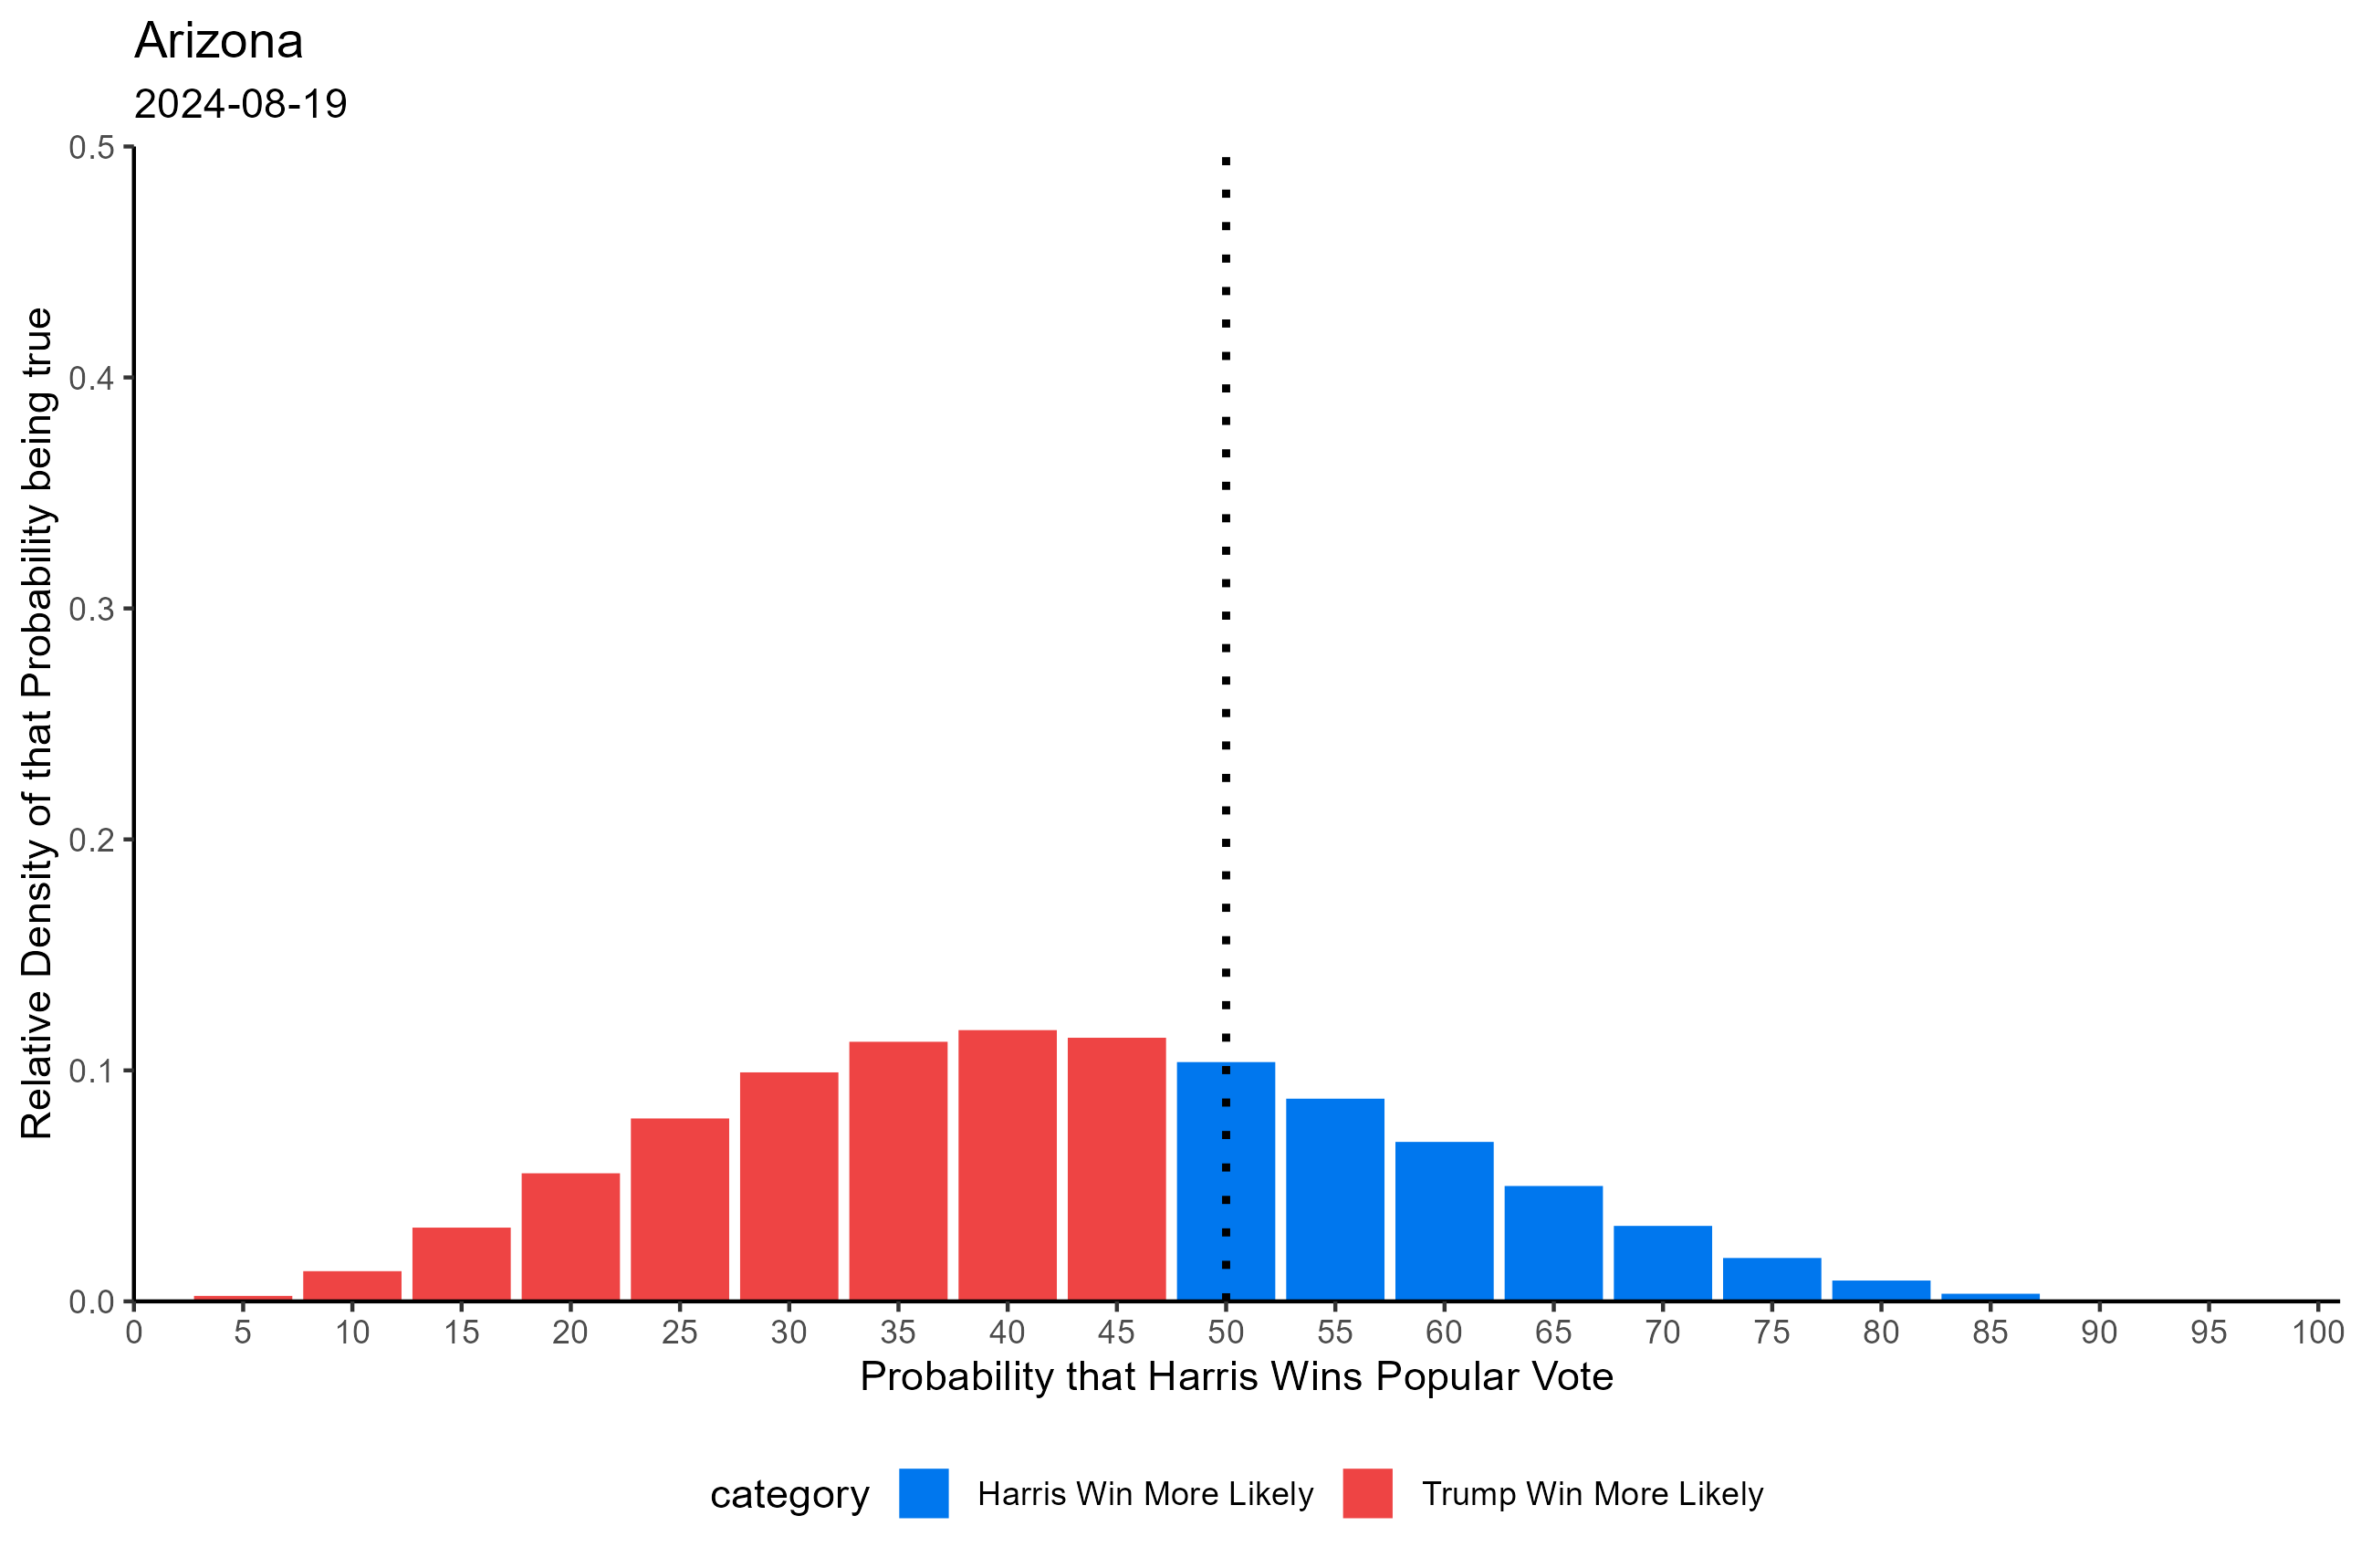 Arizona
2024-08-19
Relative Density of that Probability being true
0.5
0.4
0.3
0.2
0.1
0.0
0 5 10 15 20 25 30 35 40 45 50 55 60 65 70 75 80 85 90 95 100
Probability that Harris Wins Popular Vote
category Harris Win More Likely Trump Win More Likely